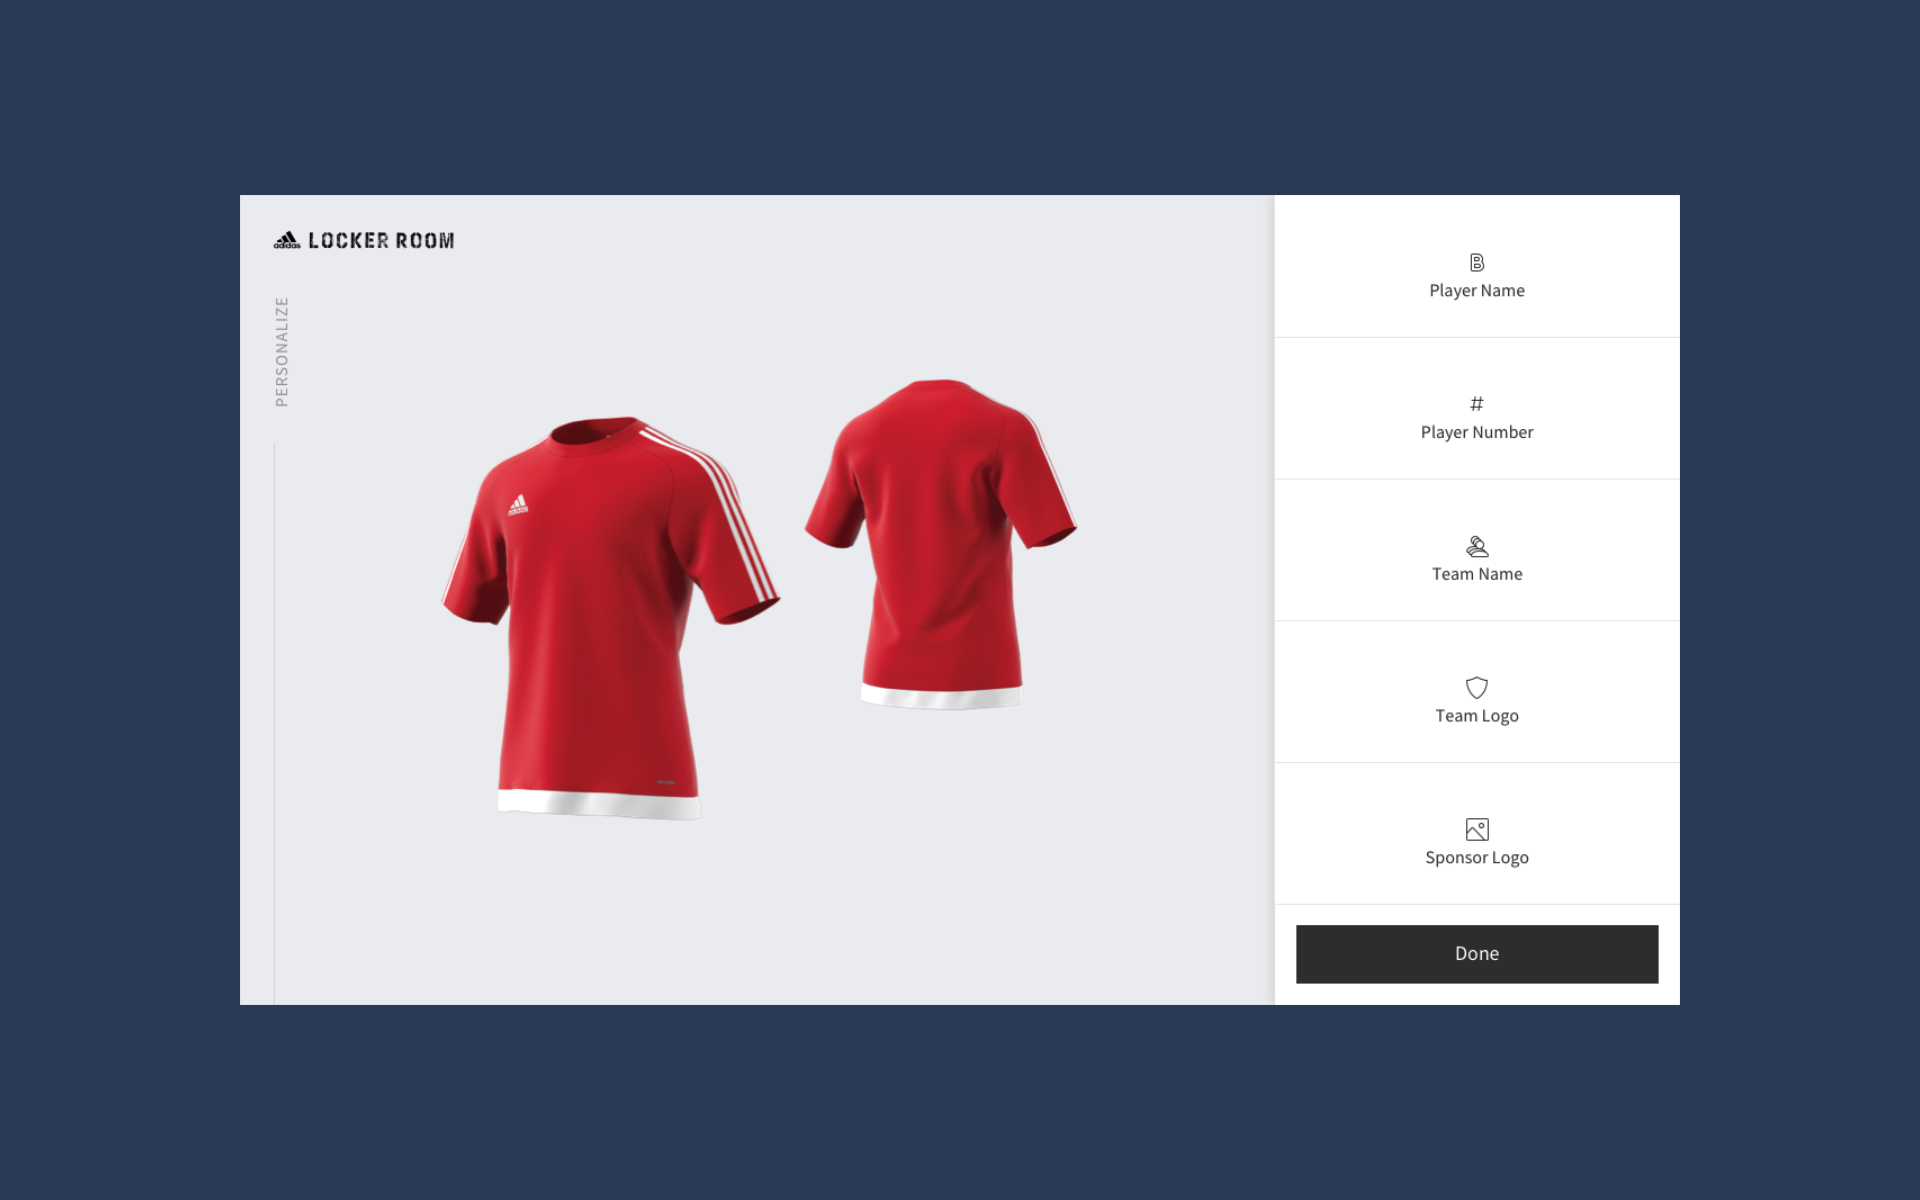 adidas LOCKER ROOM
PERSONALIZE
adidas
B
Player Name
#
Player Number
Team Name
Team Logo
Sponsor Logo
Done